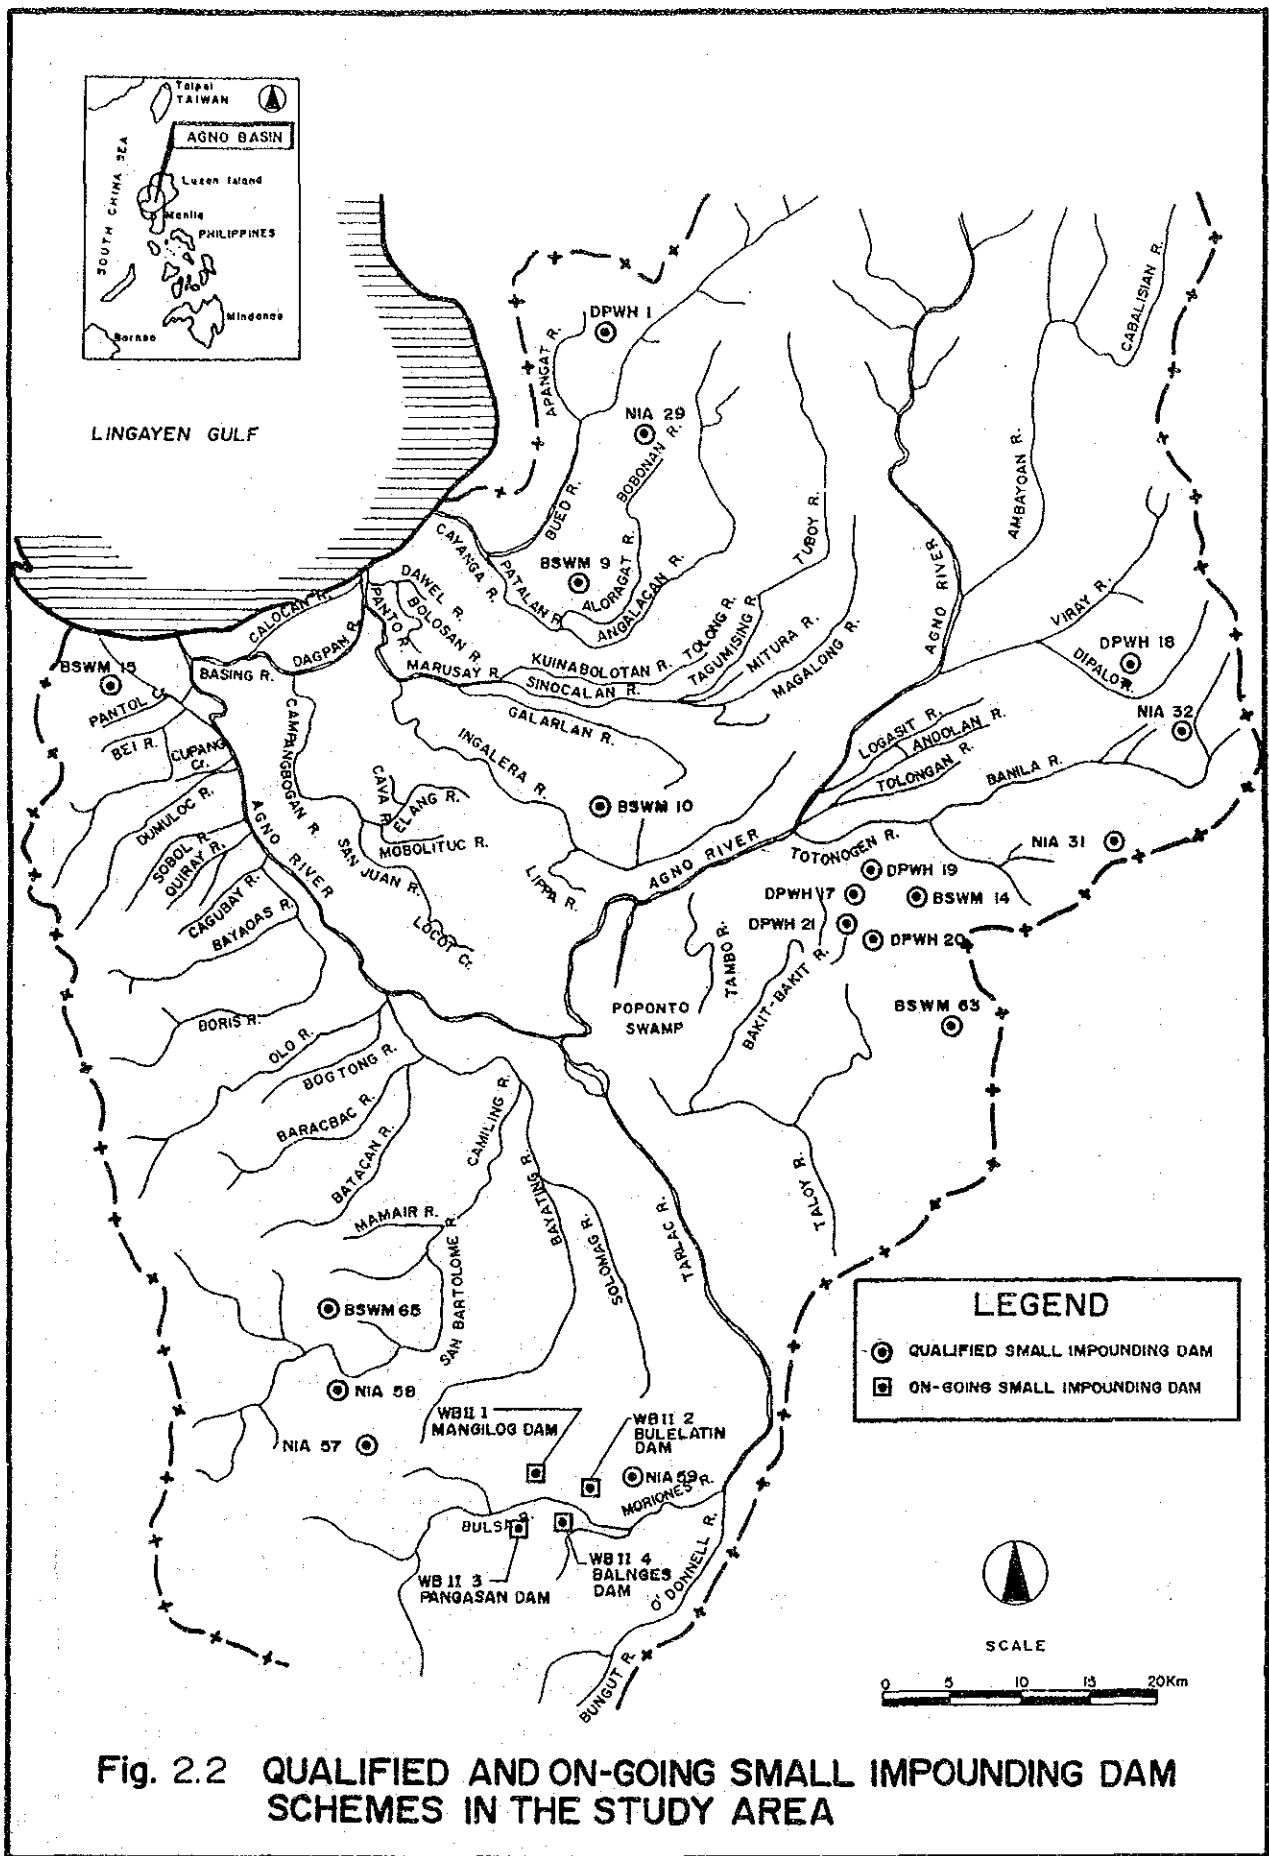 Taipei
TAIWAN
AGNO BASIN
SOUTH CHINA SEA
Luzon Island
Manila
PHILIPPINES
Mindanao
Borneo
LINGAYEN GULF
DPWH 1
APANGAT R.
NIA 29
BOBONAN R.
BUED R.
CABALISIAN R.
AMBAYOAN R.
TUBOY R.
AGNO RIVER
CAYANGA R.
PATALAN R.
BSWM 9
ALORAGAT R.
ANGALACAN R.
DAWEL R.
BOLOSAN R.
PANTO R.
CALOCAN R.
DAGPAN R.
MARUSAY R.
KUINABOLOTAN R.
TOLONG R.
TAGUMISING R.
MITURA R.
MAGALONG R.
SINOCALAN R.
GALARLAN R.
VIRAY R.
DPWH 18
DIPALO R.
NIA 32
BSWM 15
BASING R.
PANTOL Cr.
BEI R.
CUPANG
Cr.
DUMULOC R.
SOBOL R.
QUIRAY R.
CAGUBAY R.
BAYAOAS R.
AGNO RIVER
CAMPANGBOGAN R.
INGALERA R.
CAVA R.
ELANG R.
MOBOLITUC R.
SAN JUAN R.
LOCOT Cr.
LIPPA R.
BSWM 10
LOGASIT R.
ANDOLAN R.
TOLONGAN R.
BANILA R.
AGNO RIVER
TOTONOGEN R.
NIA 31
DPWH 19
DPWH 17
BSWM 14
DPWH 21
DPWH 20
TAMBO R.
BAKIT-BAKIT R.
POPONTO
SWAMP
BSWM 63
BORIS R.
OLO R.
BOGTONG R.
BARACBAC R.
BATACAN R.
CAMILING R.
MAMAIR R.
BAYATING R.
SOLOMAG R.
TARLAC R.
TALOY R.
SAN BARTOLOME R.
BSWM 65
NIA 58
NIA 57
WB II 1
MANGILOG DAM
WB II 2
BULELATIN
DAM
NIA 59
MORIONES R.
BULSA R.
WB II 3
PANGASAN DAM
WB II 4
BALNGES
DAM
O'DONNELL R.
BUNGUT R.
LEGEND
QUALIFIED SMALL IMPOUNDING DAM
ON-GOING SMALL IMPOUNDING DAM
SCALE
0 5 10 15 20Km
Fig. 2.2 QUALIFIED AND ON-GOING SMALL IMPOUNDING DAM
SCHEMES IN THE STUDY AREA